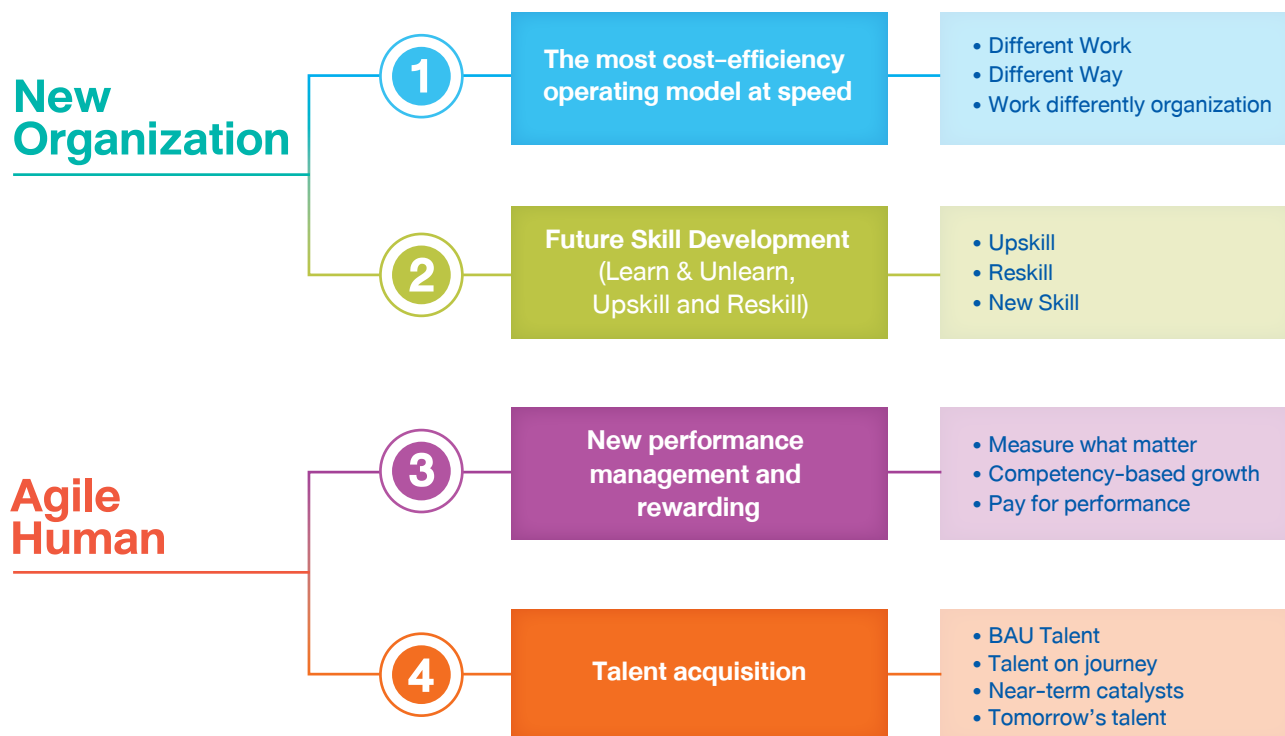 New
Organization
1
The most cost-efficiency
operating model at speed
• Different Work
• Different Way
• Work differently organization
2
Future Skill Development
(Learn & Unlearn,
Upskill and Reskill)
• Upskill
• Reskill
• New Skill
Agile
Human
3
New performance
management and
rewarding
• Measure what matter
• Competency-based growth
• Pay for performance
4
Talent acquisition
• BAU Talent
• Talent on journey
• Near-term catalysts
• Tomorrow’s talent